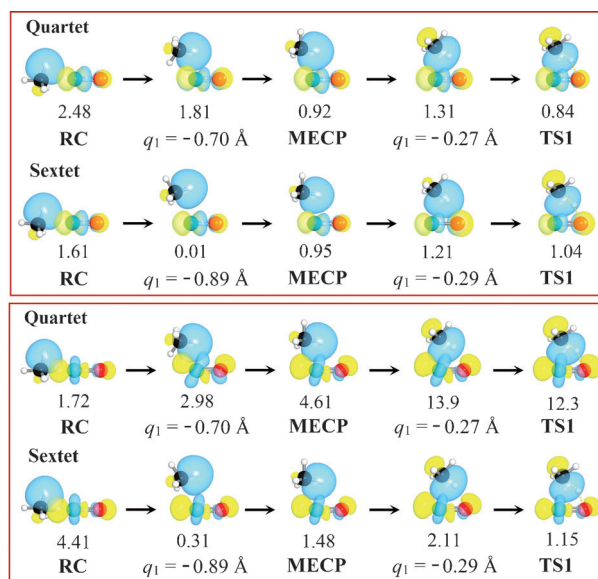 Quartet
2.48 1.81 0.92 1.31 0.84
RC q₁ = −0.70 Å MECP q₁ = −0.27 Å TS1
Sextet
1.61 0.01 0.95 1.21 1.04
RC q₁ = −0.89 Å MECP q₁ = −0.29 Å TS1
Quartet
1.72 2.98 4.61 13.9 12.3
RC q₁ = −0.70 Å MECP q₁ = −0.27 Å TS1
Sextet
4.41 0.31 1.48 2.11 1.15
RC q₁ = −0.89 Å MECP q₁ = −0.29 Å TS1